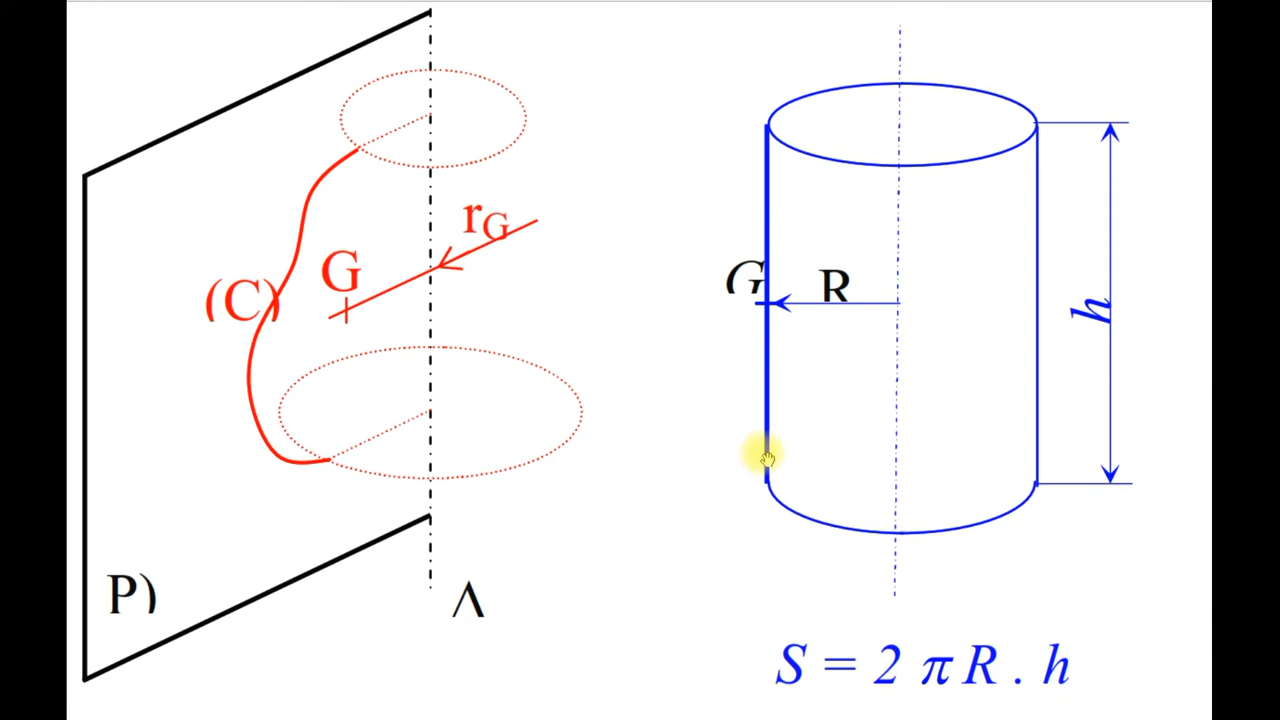 r_G
G
(C)
P)
Δ
G
R
h
S = 2 π R . h